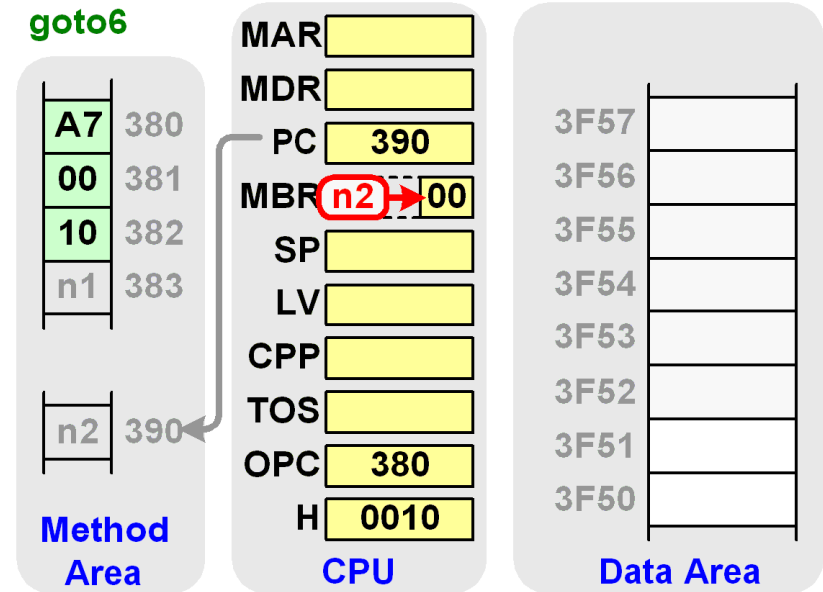 goto6
A7 380
00 381
10 382
n1 383
n2 390
Method
Area
MAR
MDR
PC 390
MBR n2 00
SP
LV
CPP
TOS
OPC 380
H 0010
CPU
3F57
3F56
3F55
3F54
3F53
3F52
3F51
3F50
Data Area